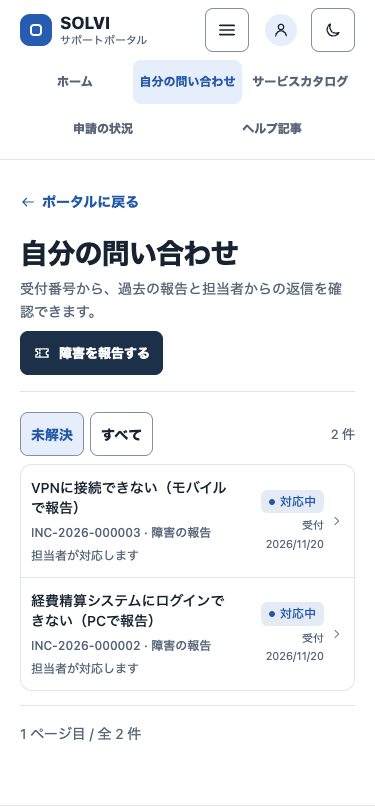 SOLVI
サポートポータル
ホーム
自分の問い合わせ
サービスカタログ
申請の状況
ヘルプ記事
← ポータルに戻る
自分の問い合わせ
受付番号から、過去の報告と担当者からの返信を確
認できます。
障害を報告する
未解決
すべて
2 件
VPNに接続できない（モバイル
で報告）
INC-2026-000003 · 障害の報告
担当者が対応します
対応中
受付
2026/11/20
経費精算システムにログインで
きない（PCで報告）
INC-2026-000002 · 障害の報告
担当者が対応します
対応中
受付
2026/11/20
1 ページ目 / 全 2 件